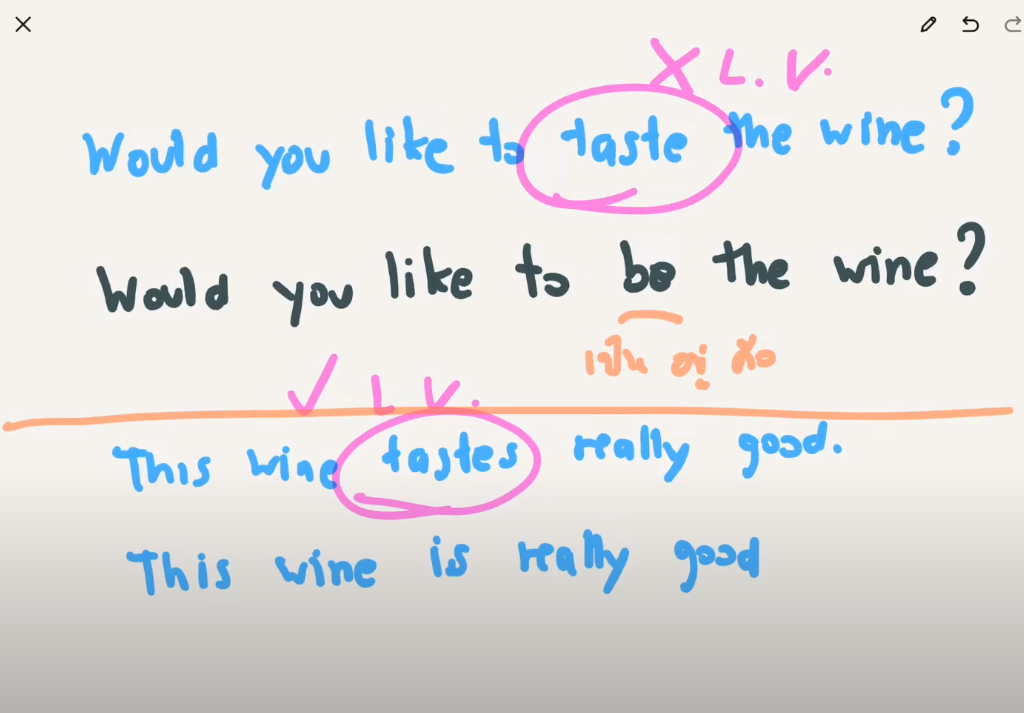 X L. V.
Would you like to taste the wine?
Would you like to be the wine?
เป็น อยู่ คือ
✓ L V.
This wine tastes really good.
This wine is really good